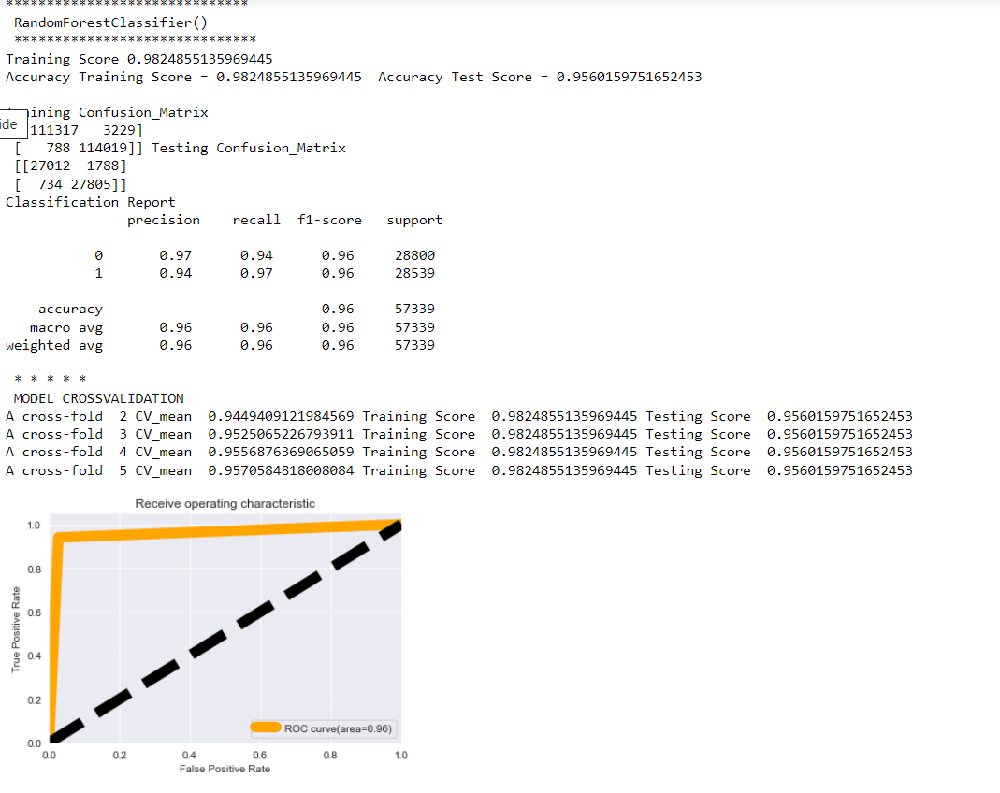 ******************************
RandomForestClassifier()
******************************
Training Score 0.9824855135969445
Accuracy Training Score = 0.9824855135969445 Accuracy Test Score = 0.9560159751652453
ining Confusion_Matrix
ide
111317 3229]
[ 788 114019]] Testing Confusion_Matrix
[[27012 1788]
[ 734 27805]]
Classification Report
precision recall f1-score support
0 0.97 0.94 0.96 28800
1 0.94 0.97 0.96 28539
accuracy 0.96 57339
macro avg 0.96 0.96 0.96 57339
weighted avg 0.96 0.96 0.96 57339
* * * * *
MODEL CROSSVALIDATION
A cross-fold 2 CV_mean 0.9449409121984569 Training Score 0.9824855135969445 Testing Score 0.9560159751652453
A cross-fold 3 CV_mean 0.9525065226793911 Training Score 0.9824855135969445 Testing Score 0.9560159751652453
A cross-fold 4 CV_mean 0.9556876369065059 Training Score 0.9824855135969445 Testing Score 0.9560159751652453
A cross-fold 5 CV_mean 0.9570584818008084 Training Score 0.9824855135969445 Testing Score 0.9560159751652453
Receive operating characteristic
True Positive Rate
1.0
0.8
0.6
0.4
0.2
0.0
ROC curve(area=0.96)
0.0 0.2 0.4 0.6 0.8 1.0
False Positive Rate